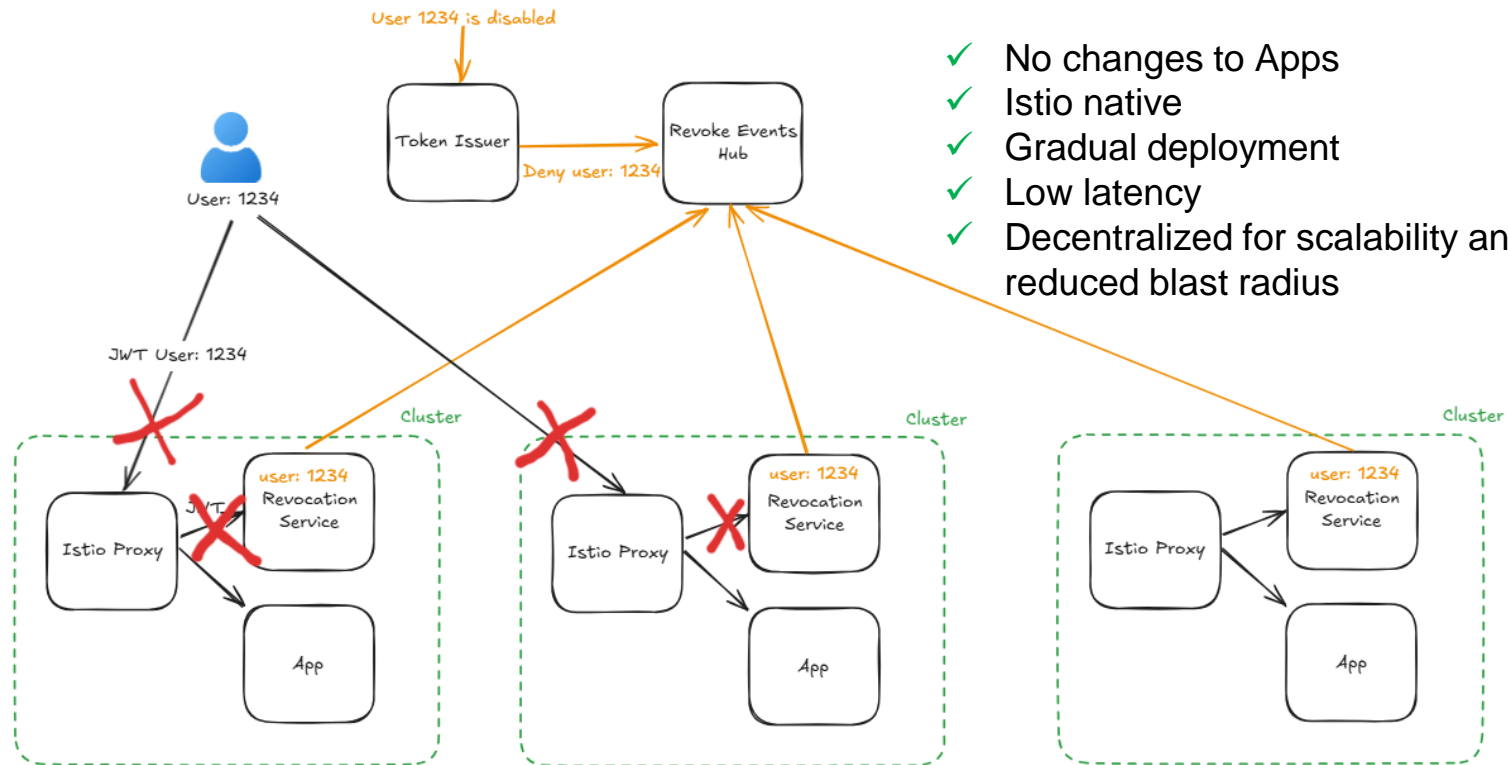 User 1234 is disabled
Token Issuer
Deny user: 1234
Revoke Events
Hub
✓ No changes to Apps
✓ Istio native
✓ Gradual deployment
✓ Low latency
✓ Decentralized for scalability an
reduced blast radius
User: 1234
JWT User: 1234
Cluster
Istio Proxy
JWT
user: 1234
Revocation
Service
App
Cluster
Istio Proxy
user: 1234
Revocation
Service
App
Cluster
Istio Proxy
user: 1234
Revocation
Service
App